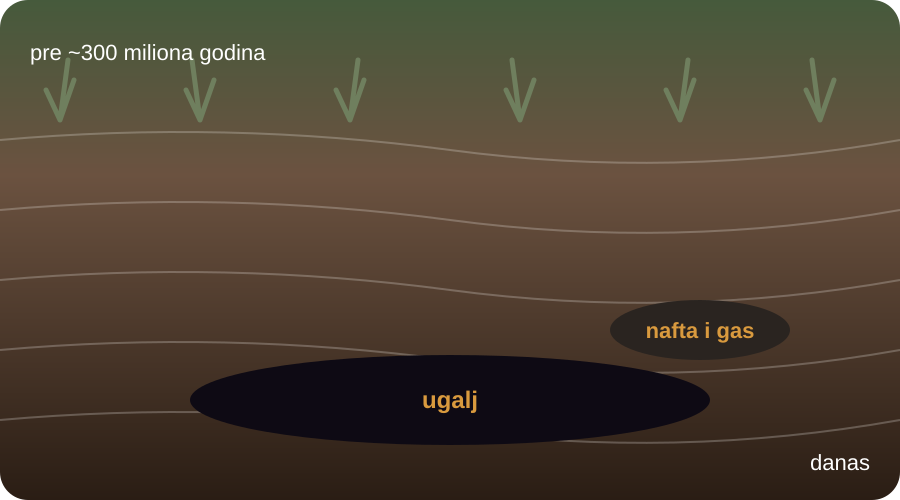 pre ~300 miliona godina
nafta i gas
ugalj
danas